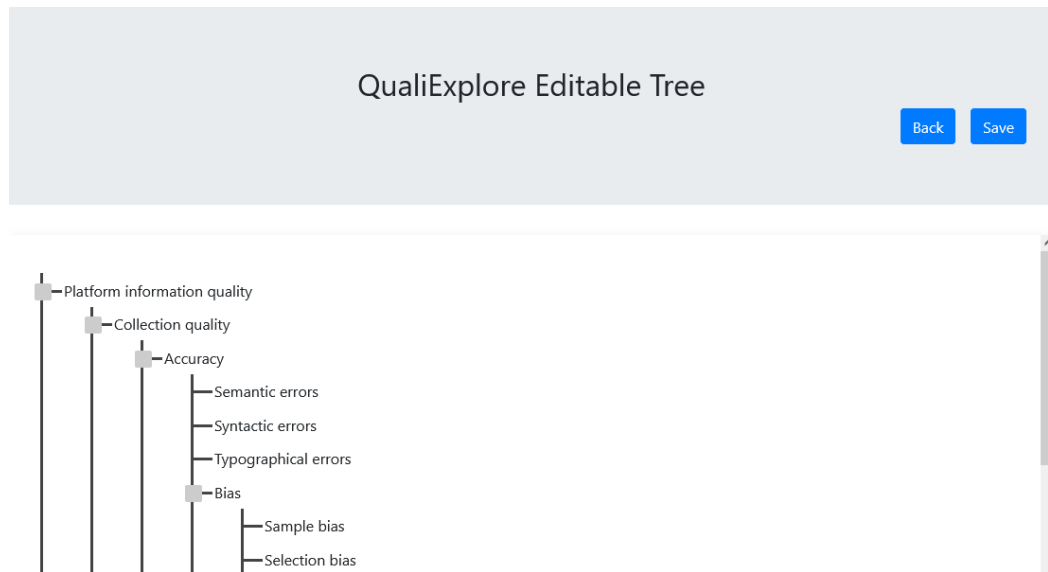 QualiExplore Editable Tree
Back Save
Platform information quality
Collection quality
Accuracy
Semantic errors
Syntactic errors
Typographical errors
Bias
Sample bias
Selection bias